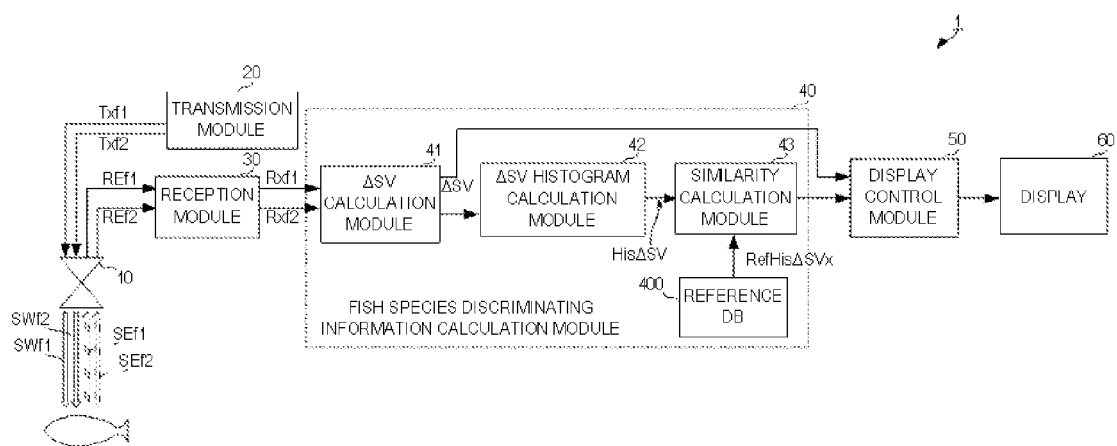 1
20
TRANSMISSION
MODULE
Txf1
Txf2
30
RECEPTION
MODULE
REf1
REf2
Rxf1
Rxf2
40
41
ΔSV
CALCULATION
MODULE
ΔSV
42
ΔSV HISTOGRAM
CALCULATION
MODULE
HisΔSV
43
SIMILARITY
CALCULATION
MODULE
RefHisΔSVx
400
REFERENCE
DB
FISH SPECIES DISCRIMINATING
INFORMATION CALCULATION MODULE
50
DISPLAY
CONTROL
MODULE
60
DISPLAY
10
SWf2
SWf1
SEf1
SEf2